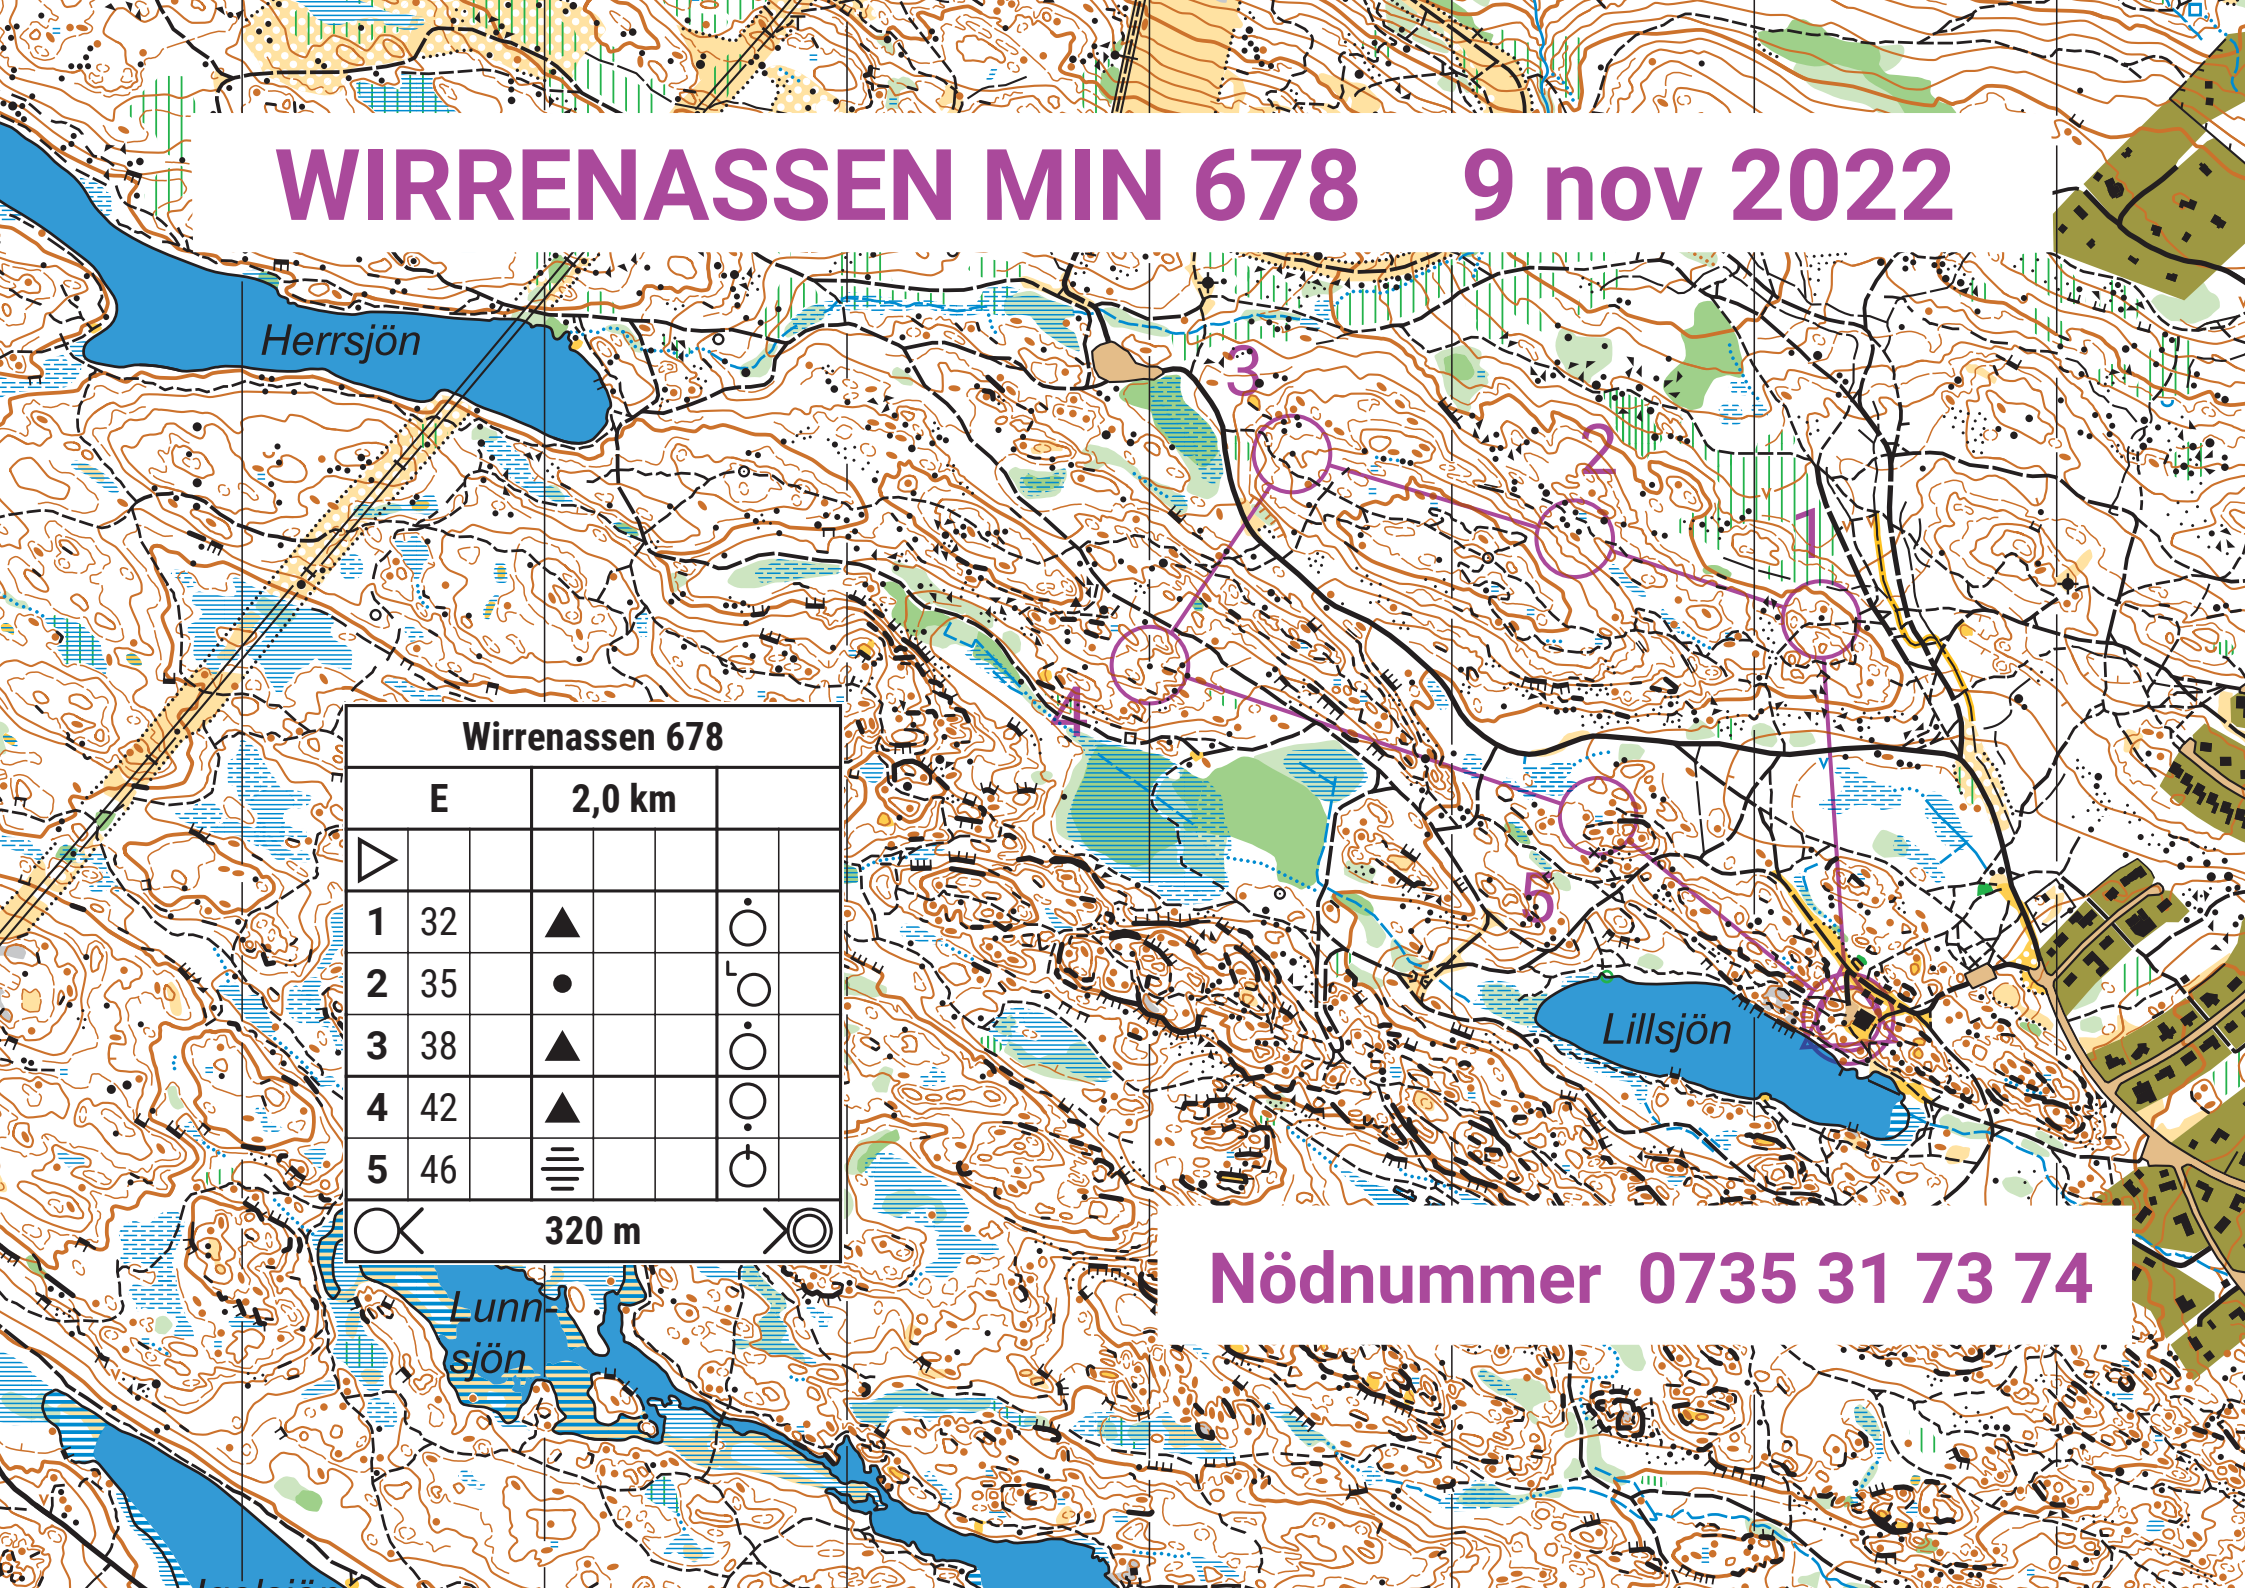 WIRRENASSEN MIN 678 9 nov 2022
Herrsjön
3
2
1
4
5
Wirrenassen 678
E 2,0 km
1 32
2 35
3 38
4 42
5 46
320 m
Lillsjön
Nödnummer 0735 31 73 74
Lunn-
sjön